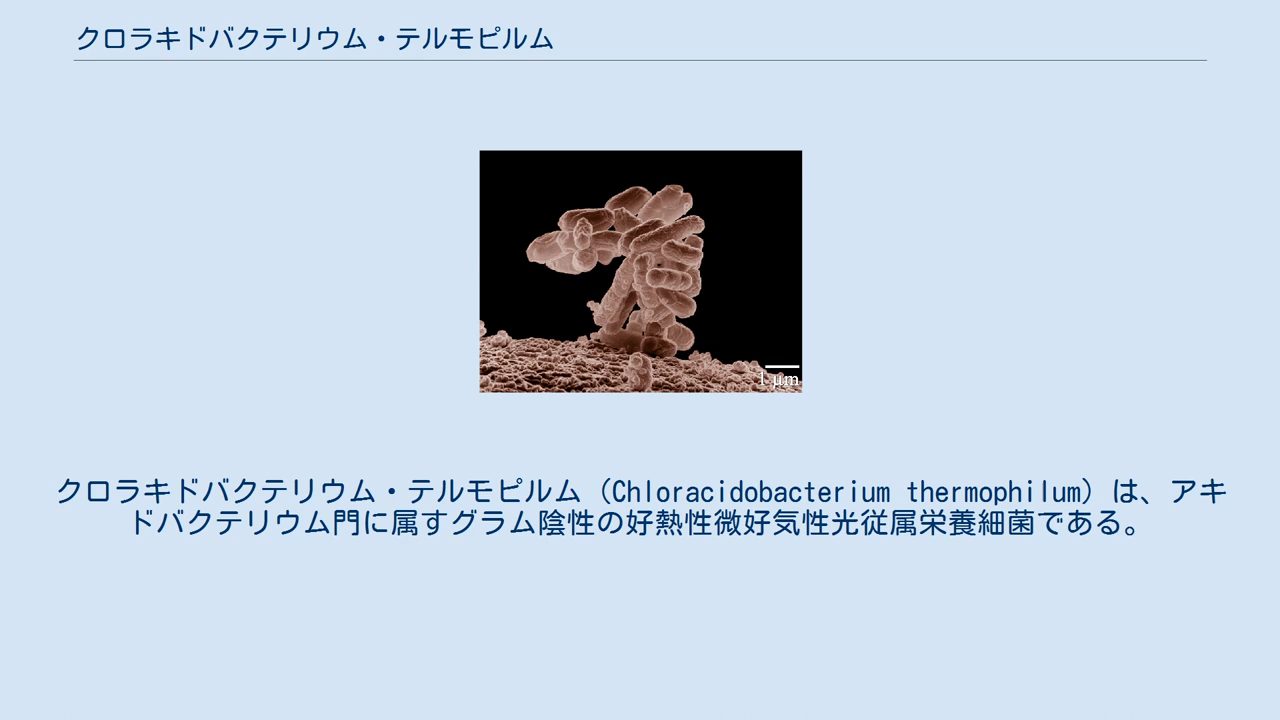 クロラキドバクテリウム・テルモピルム
1 μm
クロラキドバクテリウム・テルモピルム（Chloracidobacterium thermophilum）は、アキ
ドバクテリウム門に属すグラム陰性の好熱性微好気性光従属栄養細菌である。